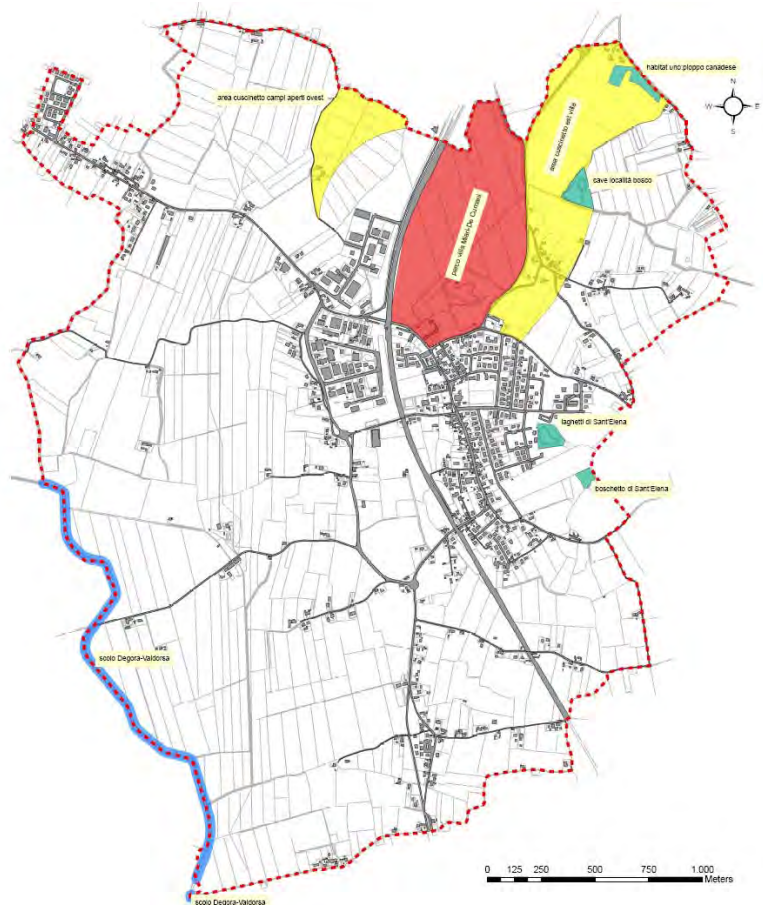 habitat uno:pioppo canadese
N
W
E
S
area cuscinetto campi aperti ovest
area cuscinetto est ville
cave località bosco
parco villa Miari-De Cumani
laghetti di Sant'Elena
boschetto di Sant'Elena
scolo Degora-Valdorsa
0 125 250 500 750 1.000
Meters
scolo Degora-Valdorsa